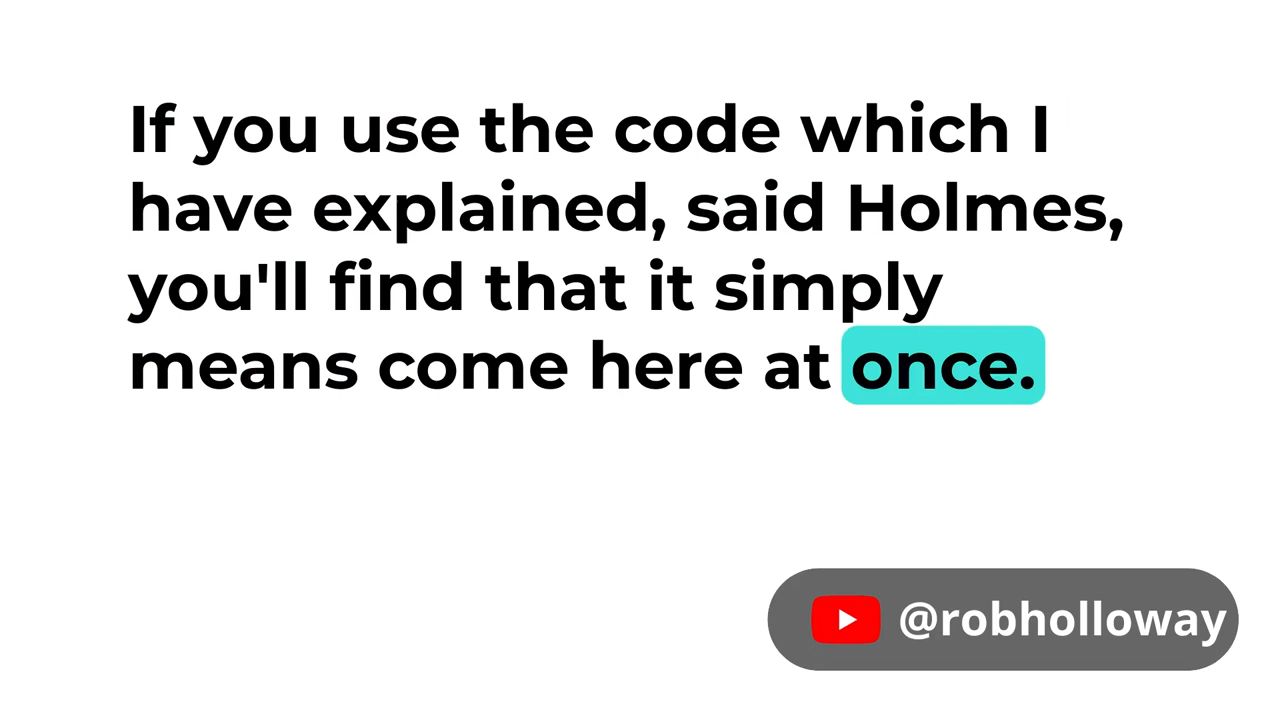 If you use the code which I
have explained, said Holmes,
you'll find that it simply
means come here at once.
@robholloway